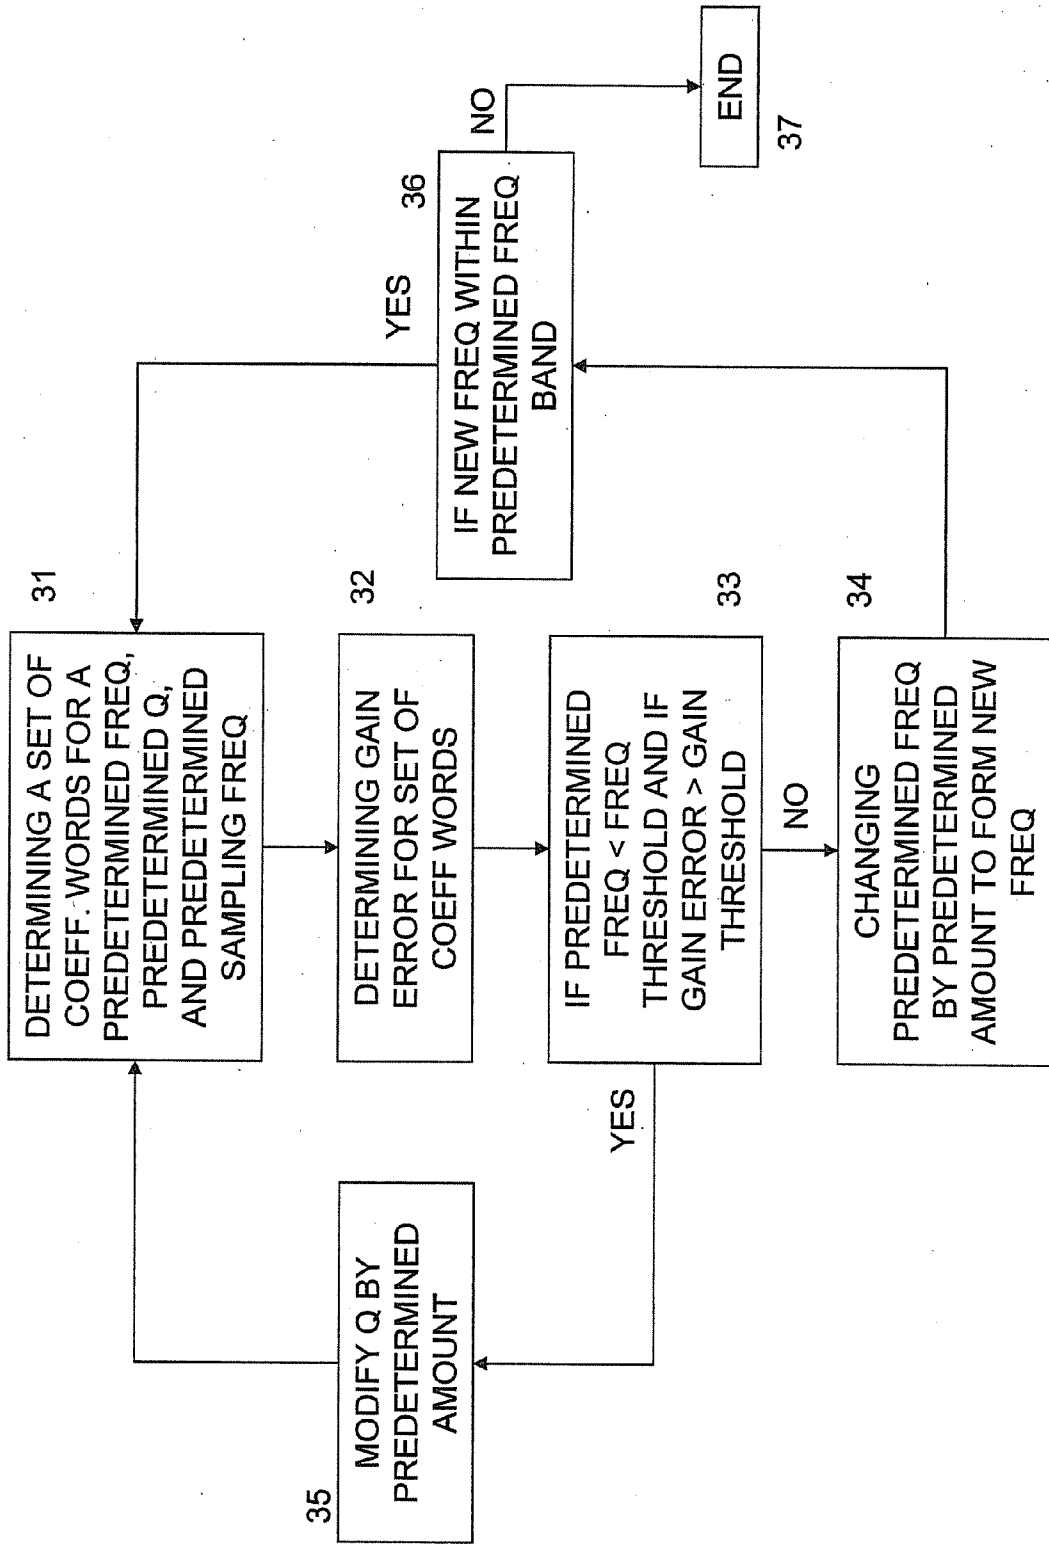 31
DETERMINING A SET OF
COEFF. WORDS FOR A
PREDETERMINED FREQ,
PREDETERMINED Q,
AND PREDETERMINED
SAMPLING FREQ
32
DETERMINING GAIN
ERROR FOR SET OF
COEFF WORDS
33
IF PREDETERMINED
FREQ < FREQ
THRESHOLD AND IF
GAIN ERROR > GAIN
THRESHOLD
YES
NO
35
MODIFY Q BY
PREDETERMINED
AMOUNT
34
CHANGING
PREDETERMINED FREQ
BY PREDETERMINED
AMOUNT TO FORM NEW
FREQ
36
IF NEW FREQ WITHIN
PREDETERMINED FREQ
BAND
YES
NO
END
37